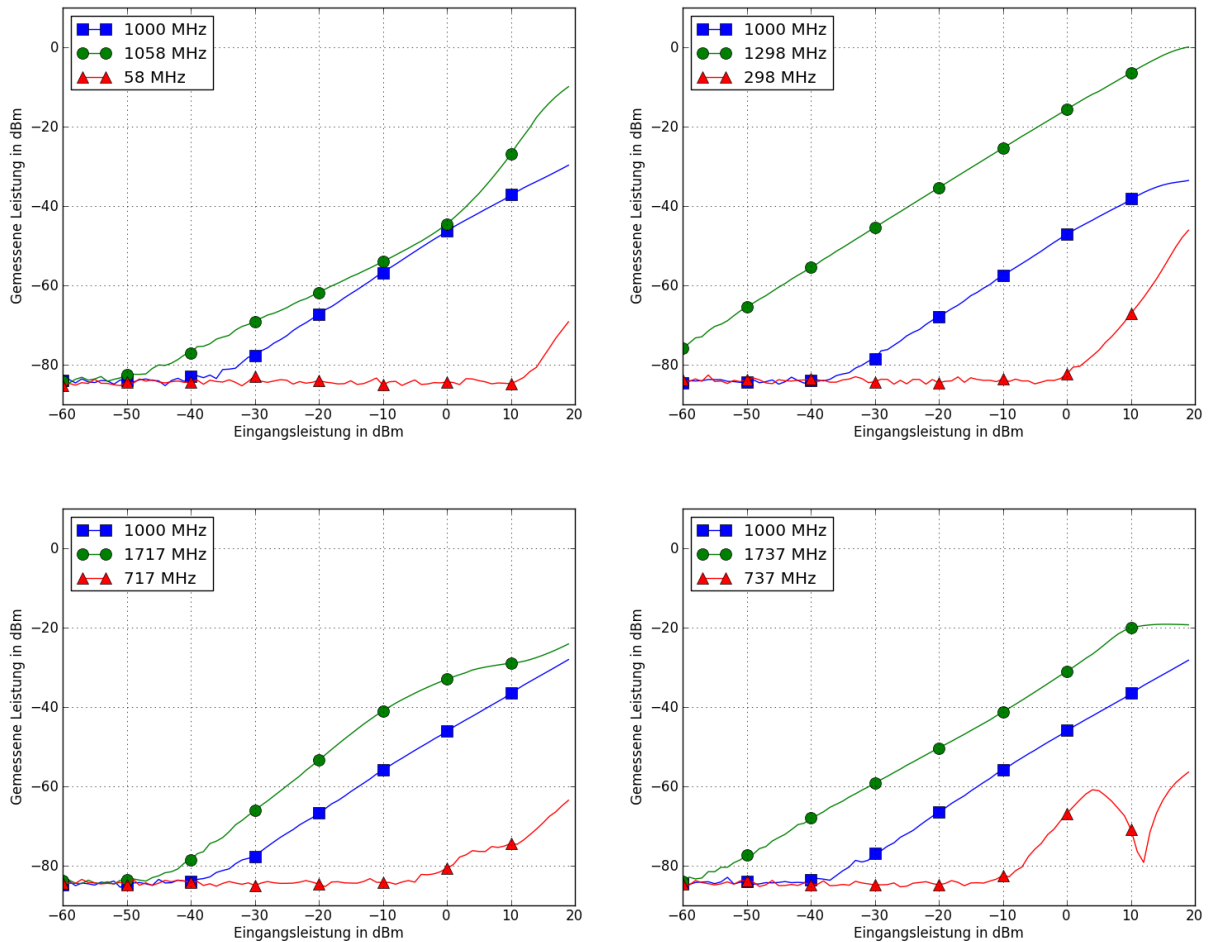 1000 MHz
1058 MHz
58 MHz
0
−20
−40
−60
−80
Gemessene Leistung in dBm
−60 −50 −40 −30 −20 −10 0 10 20
Eingangsleistung in dBm
1000 MHz
1298 MHz
298 MHz
0
−20
−40
−60
−80
Gemessene Leistung in dBm
−60 −50 −40 −30 −20 −10 0 10 20
Eingangsleistung in dBm
1000 MHz
1717 MHz
717 MHz
0
−20
−40
−60
−80
Gemessene Leistung in dBm
−60 −50 −40 −30 −20 −10 0 10 20
Eingangsleistung in dBm
1000 MHz
1737 MHz
737 MHz
0
−20
−40
−60
−80
Gemessene Leistung in dBm
−60 −50 −40 −30 −20 −10 0 10 20
Eingangsleistung in dBm